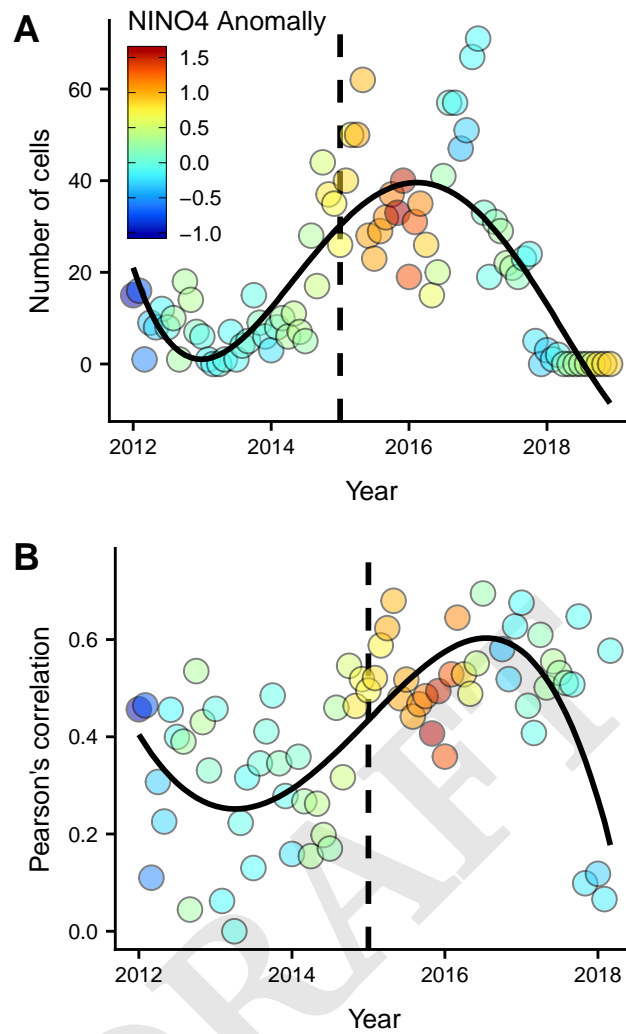 A
NINO4 Anomally
1.5
1.0
0.5
0.0
−0.5
−1.0
Number of cells
60
40
20
0
2012 2014 2016 2018
Year
B
Pearson's correlation
0.6
0.4
0.2
0.0
2012 2014 2016 2018
Year
DRAFT